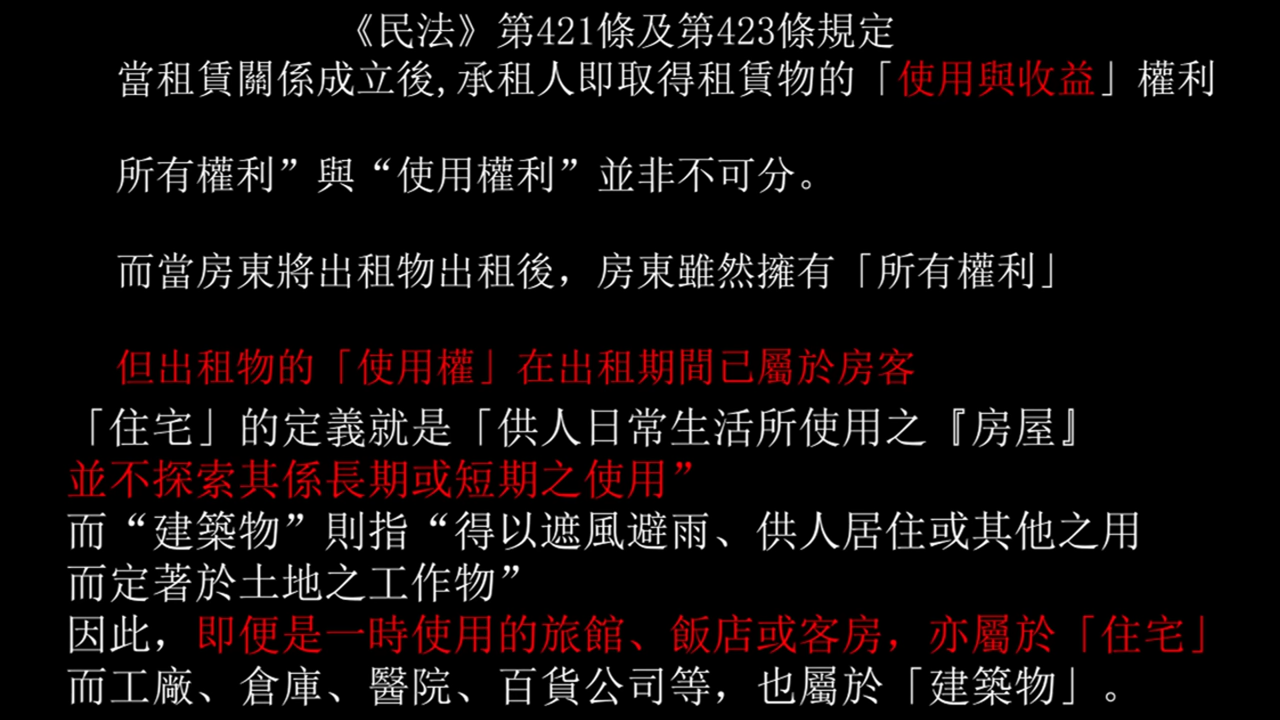 《民法》第421條及第423條規定
當租賃關係成立後,承租人即取得租賃物的「使用與收益」權利
所有權利”與“使用權利”並非不可分。
而當房東將出租物出租後，房東雖然擁有「所有權利」
但出租物的「使用權」在出租期間已屬於房客
「住宅」的定義就是「供人日常生活所使用之『房屋』
並不探索其係長期或短期之使用”
而“建築物”則指“得以遮風避雨、供人居住或其他之用
而定著於土地之工作物”
因此，即便是一時使用的旅館、飯店或客房，亦屬於「住宅」
而工廠、倉庫、醫院、百貨公司等，也屬於「建築物」。